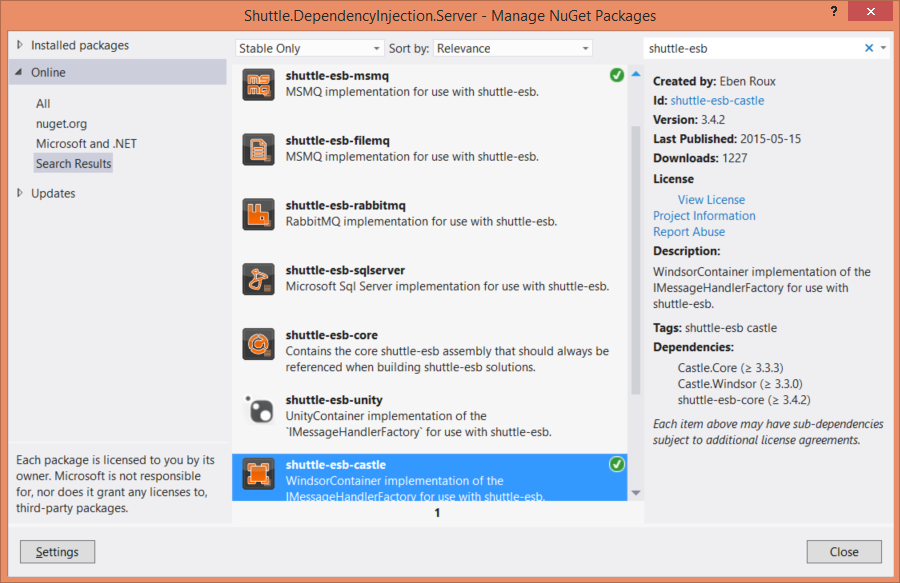 Shuttle.DependencyInjection.Server - Manage NuGet Packages
?
Installed packages
Online
All
nuget.org
Microsoft and .NET
Search Results
Updates
Each package is licensed to you by its
owner. Microsoft is not responsible
for, nor does it grant any licenses to,
third-party packages.
Stable Only
Sort by:
Relevance
shuttle-esb-msmq
MSMQ implementation for use with shuttle-esb.
shuttle-esb-filemq
MSMQ implementation for use with shuttle-esb.
shuttle-esb-rabbitmq
RabbitMQ implementation for use with shuttle-esb.
shuttle-esb-sqlserver
Microsoft Sql Server implementation for use with shuttle-esb.
shuttle-esb-core
Contains the core shuttle-esb assembly that should always be
referenced when building shuttle-esb solutions.
shuttle-esb-unity
UnityContainer implementation of the
`IMessageHandlerFactory` for use with shuttle-esb.
shuttle-esb-castle
WindsorContainer implementation of the
IMessageHandlerFactory for use with shuttle-esb.
1
shuttle-esb
Created by: Eben Roux
Id: shuttle-esb-castle
Version: 3.4.2
Last Published: 2015-05-15
Downloads: 1227
License
View License
Project Information
Report Abuse
Description:
WindsorContainer implementation of the
IMessageHandlerFactory for use with
shuttle-esb.
Tags: shuttle-esb castle
Dependencies:
Castle.Core (≥ 3.3.3)
Castle.Windsor (≥ 3.3.0)
shuttle-esb-core (≥ 3.4.2)
Each item above may have sub-dependencies
subject to additional license agreements.
Settings
Close